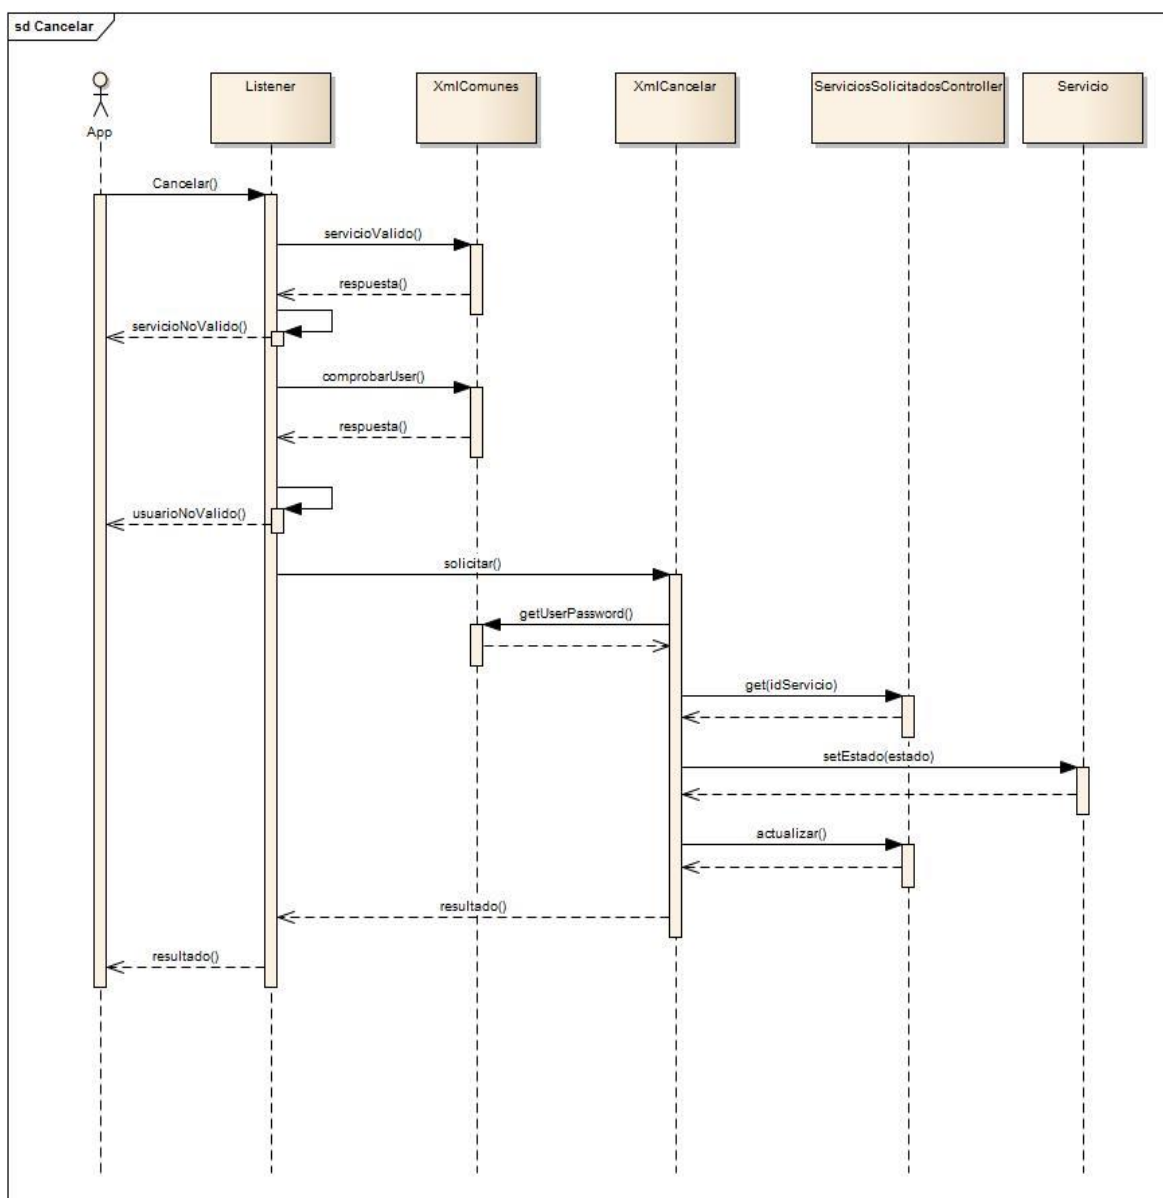 sd Cancelar
App
Listener
XmlComunes
XmlCancelar
ServiciosSolicitadosController
Servicio
Cancelar()
servicioValido()
respuesta()
servicioNoValido()
comprobarUser()
respuesta()
usuarioNoValido()
solicitar()
getUserPassword()
get(idServicio)
setEstado(estado)
actualizar()
resultado()
resultado()